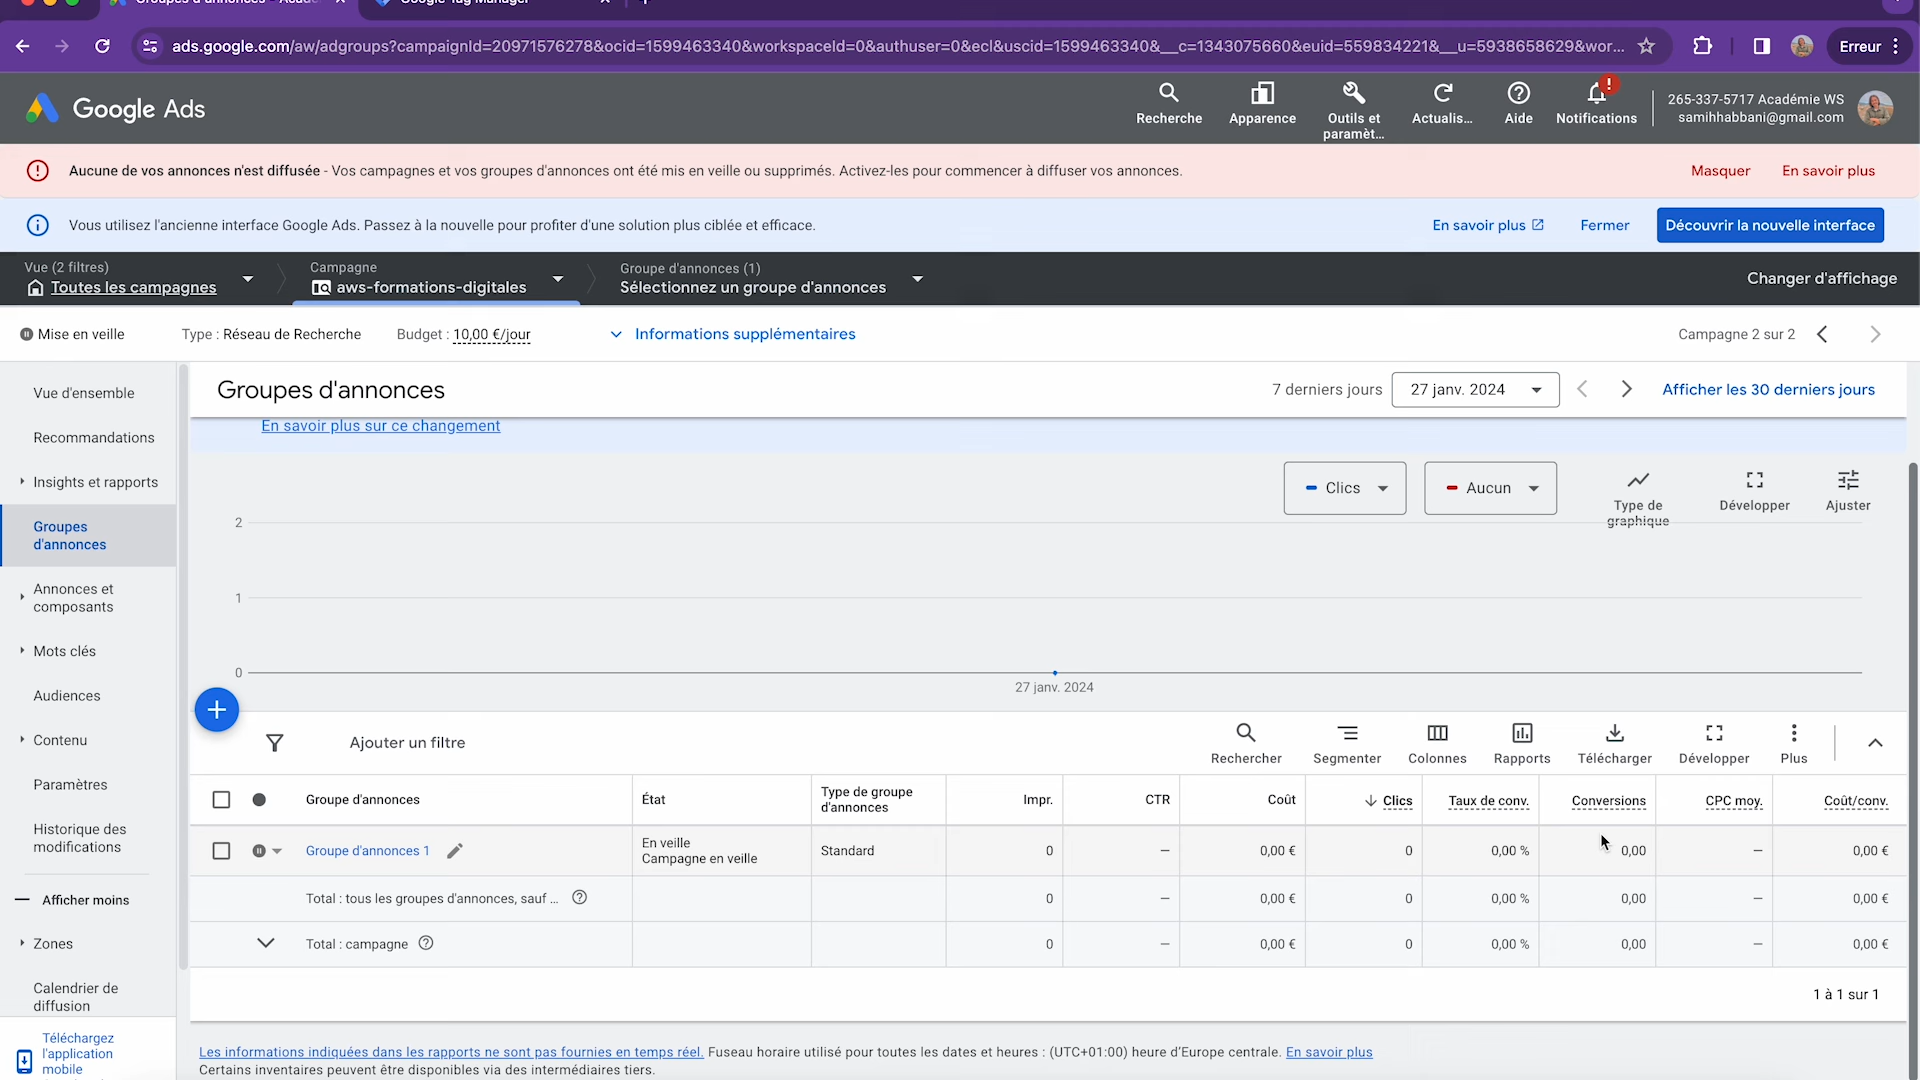 Google Tag Manager
ads.google.com/aw/adgroups?campaignId=20971576278&ocid=1599463340&workspaceId=0&authuser=0&ecl&uscid=1599463340&__c=1343075660&euid=559834221&__u=5938658629&wor...
Erreur
Google Ads
Recherche
Apparence
Outils et
paramèt...
Actualis...
Aide
Notifications
265-337-5717 Académie WS
samihhabbani@gmail.com
Aucune de vos annonces n'est diffusée - Vos campagnes et vos groupes d'annonces ont été mis en veille ou supprimés. Activez-les pour commencer à diffuser vos annonces.
Masquer
En savoir plus
Vous utilisez l'ancienne interface Google Ads. Passez à la nouvelle pour profiter d'une solution plus ciblée et efficace.
En savoir plus
Fermer
Découvrir la nouvelle interface
Vue (2 filtres)
Toutes les campagnes
Campagne
aws-formations-digitales
Groupe d'annonces (1)
Sélectionnez un groupe d'annonces
Changer d'affichage
Mise en veille
Type : Réseau de Recherche
Budget : 10,00 €/jour
Informations supplémentaires
Campagne 2 sur 2
Vue d'ensemble
Recommandations
Insights et rapports
Groupes
d'annonces
Annonces et
composants
Mots clés
Audiences
Contenu
Paramètres
Historique des
modifications
Afficher moins
Zones
Calendrier de
diffusion
Téléchargez
l'application
mobile
Groupes d'annonces
7 derniers jours
27 janv. 2024
Afficher les 30 derniers jours
En savoir plus sur ce changement
Clics
Aucun
Type de
graphique
Développer
Ajuster
2
1
0
27 janv. 2024
Ajouter un filtre
Rechercher
Segmenter
Colonnes
Rapports
Télécharger
Développer
Plus
Groupe d'annonces
État
Type de groupe
d'annonces
Impr.
CTR
Coût
Clics
Taux de conv.
Conversions
CPC moy.
Coût/conv.
Groupe d'annonces 1
En veille
Campagne en veille
Standard
0
–
0,00 €
0
0,00 %
0,00
–
0,00 €
Total : tous les groupes d'annonces, sauf ...
0
–
0,00 €
0
0,00 %
0,00
–
0,00 €
Total : campagne
0
–
0,00 €
0
0,00 %
0,00
–
0,00 €
1 à 1 sur 1
Les informations indiquées dans les rapports ne sont pas fournies en temps réel. Fuseau horaire utilisé pour toutes les dates et heures : (UTC+01:00) heure d'Europe centrale. En savoir plus
Certains inventaires peuvent être disponibles via des intermédiaires tiers.